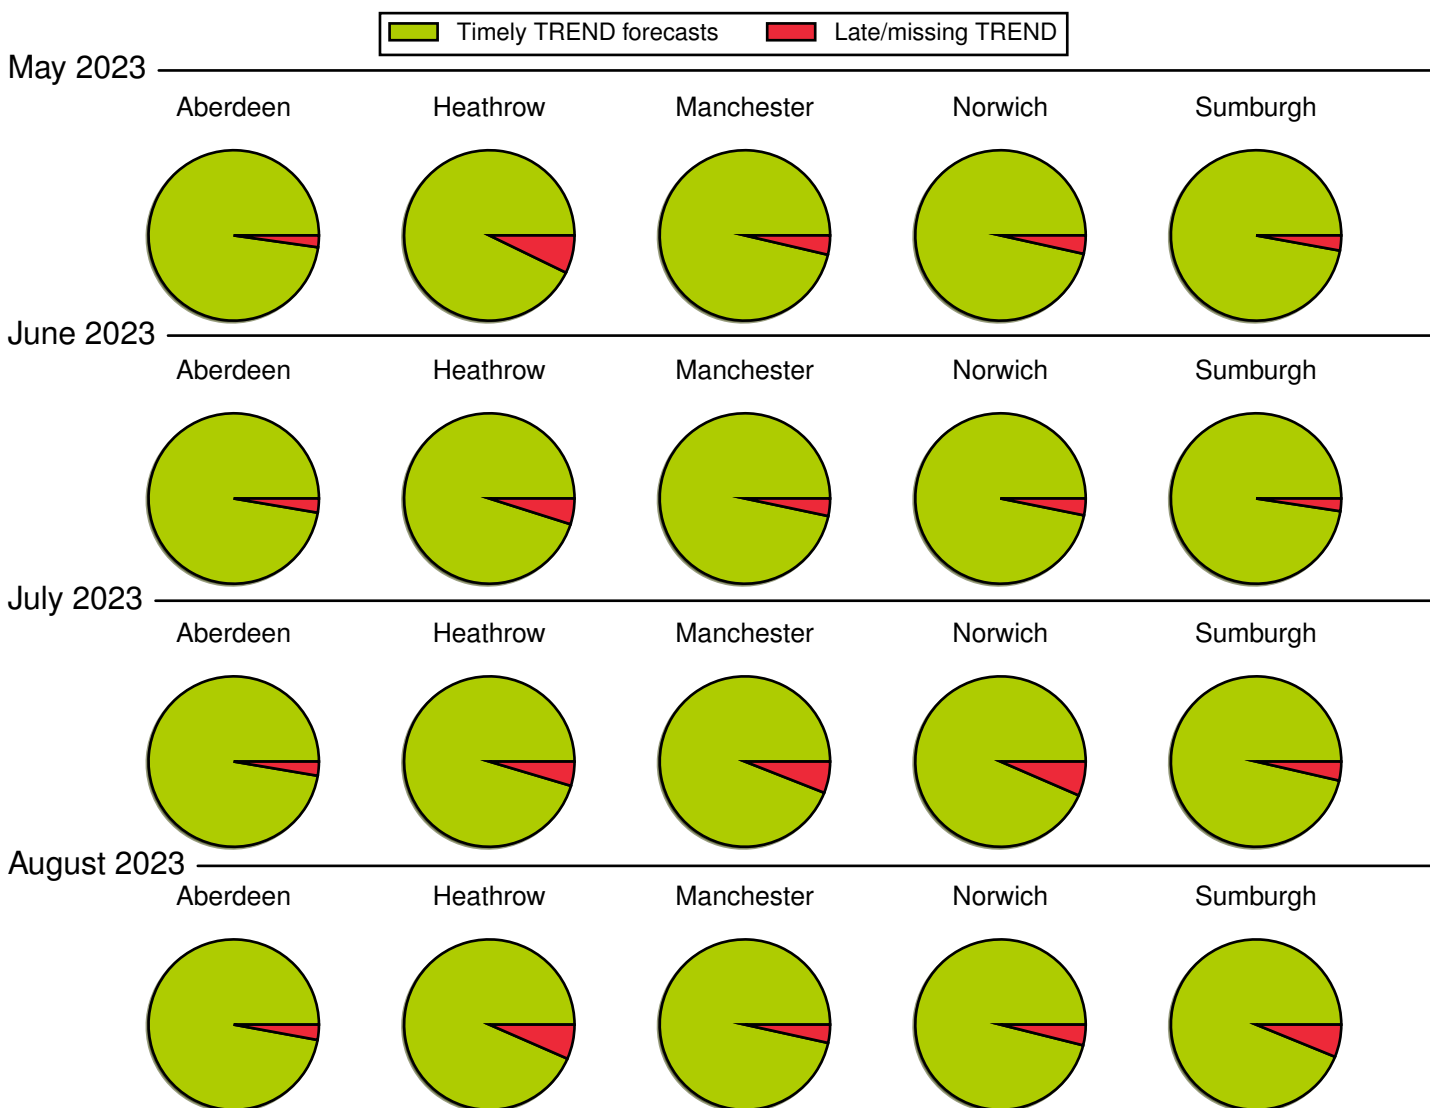 Timely TREND forecasts Late/missing TREND
May 2023
Aberdeen Heathrow Manchester Norwich Sumburgh
June 2023
Aberdeen Heathrow Manchester Norwich Sumburgh
July 2023
Aberdeen Heathrow Manchester Norwich Sumburgh
August 2023
Aberdeen Heathrow Manchester Norwich Sumburgh